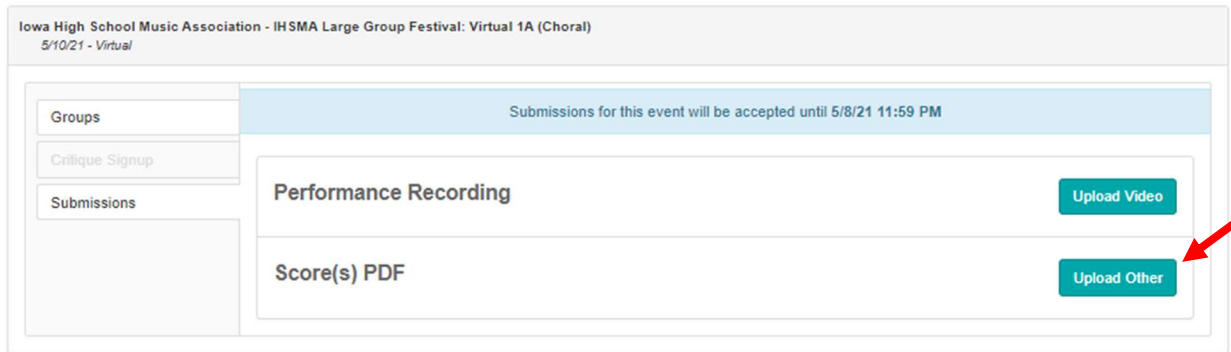 Iowa High School Music Association - IHSMA Large Group Festival: Virtual 1A (Choral)
5/10/21 - Virtual
Groups
Critique Signup
Submissions
Submissions for this event will be accepted until 5/8/21 11:59 PM
Performance Recording
Upload Video
Score(s) PDF
Upload Other